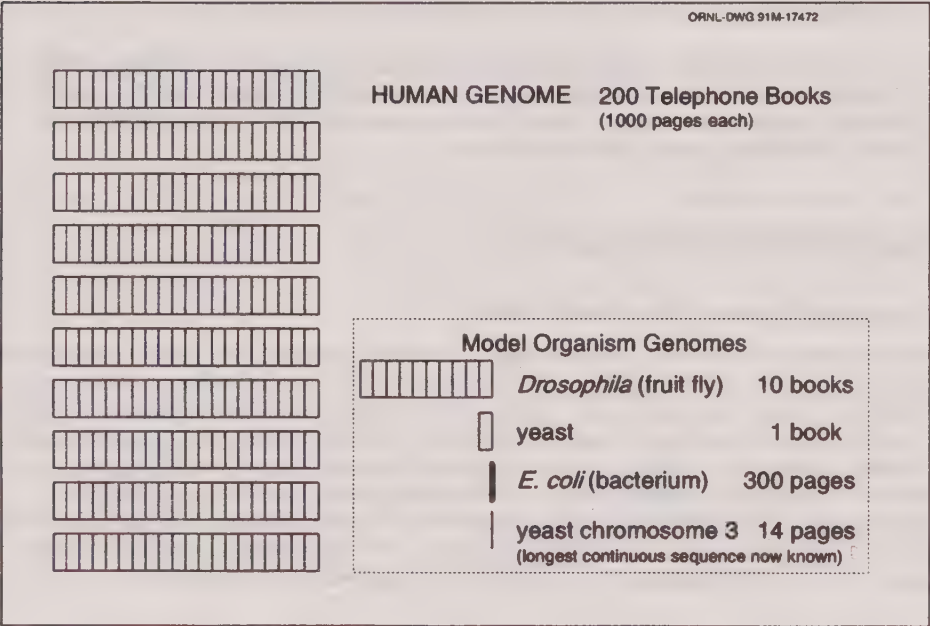 ORNL-DWG 91M-17472
HUMAN GENOME 200 Telephone Books
(1000 pages each)
Model Organism Genomes
Drosophila (fruit fly) 10 books
yeast 1 book
E. coli (bacterium) 300 pages
yeast chromosome 3 14 pages
(longest continuous sequence now known)